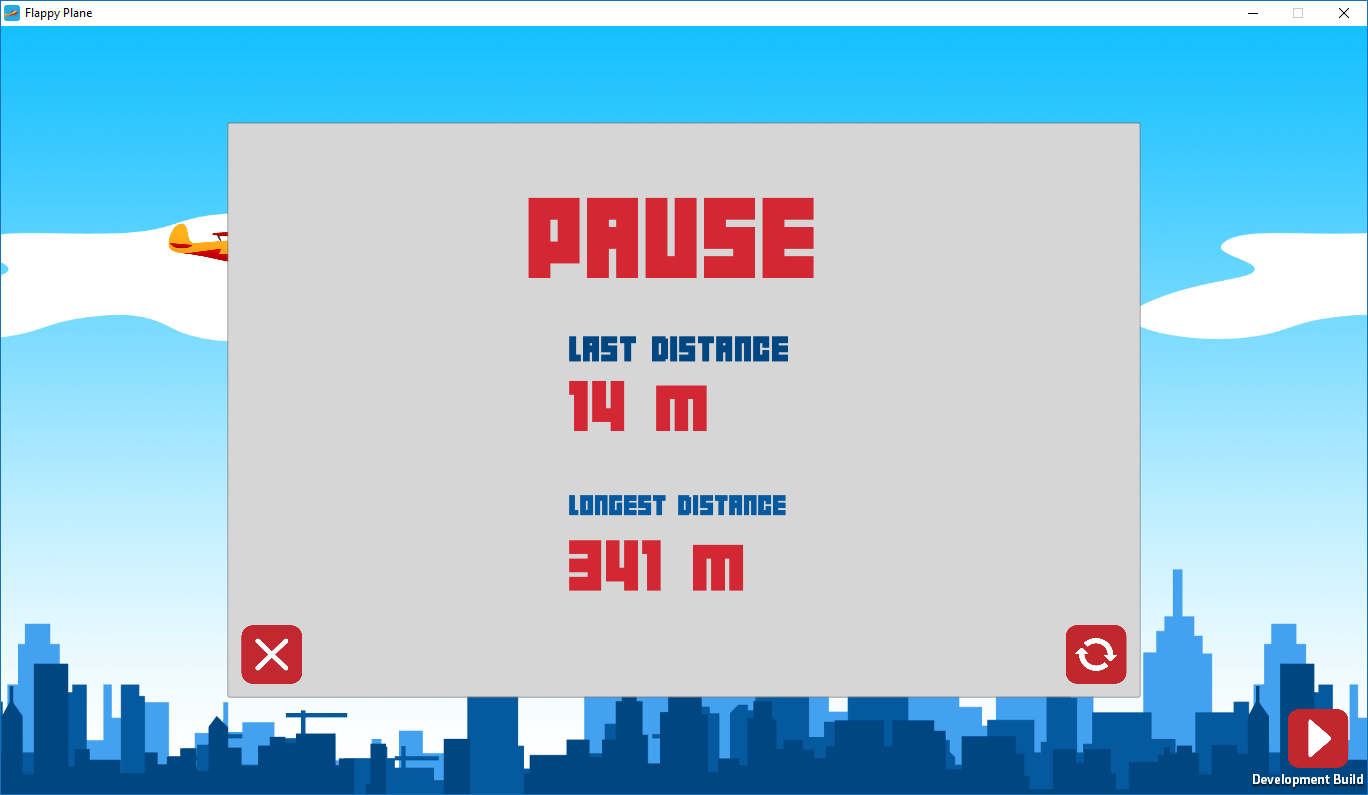 Flappy Plane
PAUSE
LAST DISTANCE
14 m
LONGEST DISTANCE
341 m
Development Build